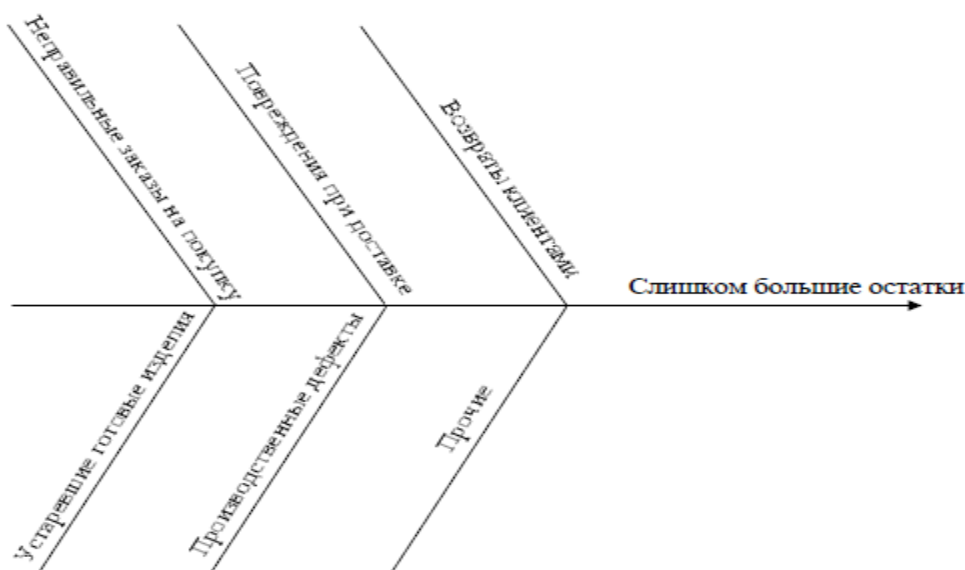 Неправильные заказы на покупку
Повреждения при доставке
Возвраты клиентами
Слишком большие остатки
Устаревшие готовые изделия
Производственные дефекты
Прочие